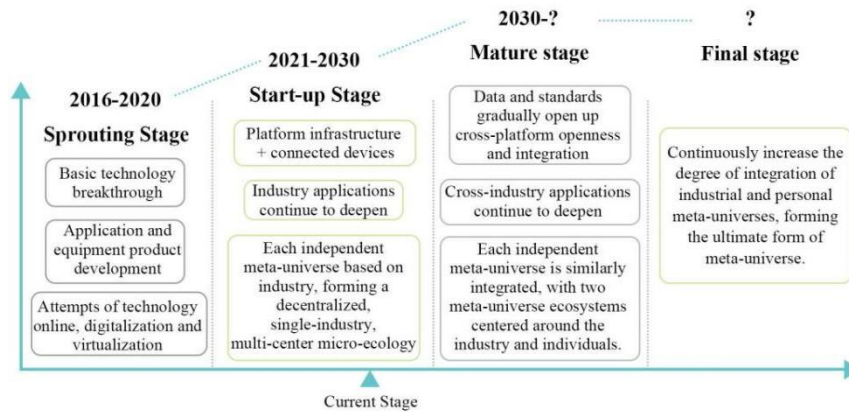 2016-2020
Sprouting Stage
Basic technology
breakthrough
Application and
equipment product
development
Attempts of technology
online, digitalization and
virtualization
2021-2030
Start-up Stage
Platform infrastructure
+ connected devices
Industry applications
continue to deepen
Each independent
meta-universe based on
industry, forming a
decentralized,
single-industry,
multi-center micro-ecology
2030-?
Mature stage
Data and standards
gradually open up
cross-platform openness
and integration
Cross-industry applications
continue to deepen
Each independent
meta-universe is similarly
integrated, with two
meta-universe ecosystems
centered around the
industry and individuals.
?
Final stage
Continuously increase the
degree of integration of
industrial and personal
meta-universes, forming
the ultimate form of
meta-universe.
Current Stage